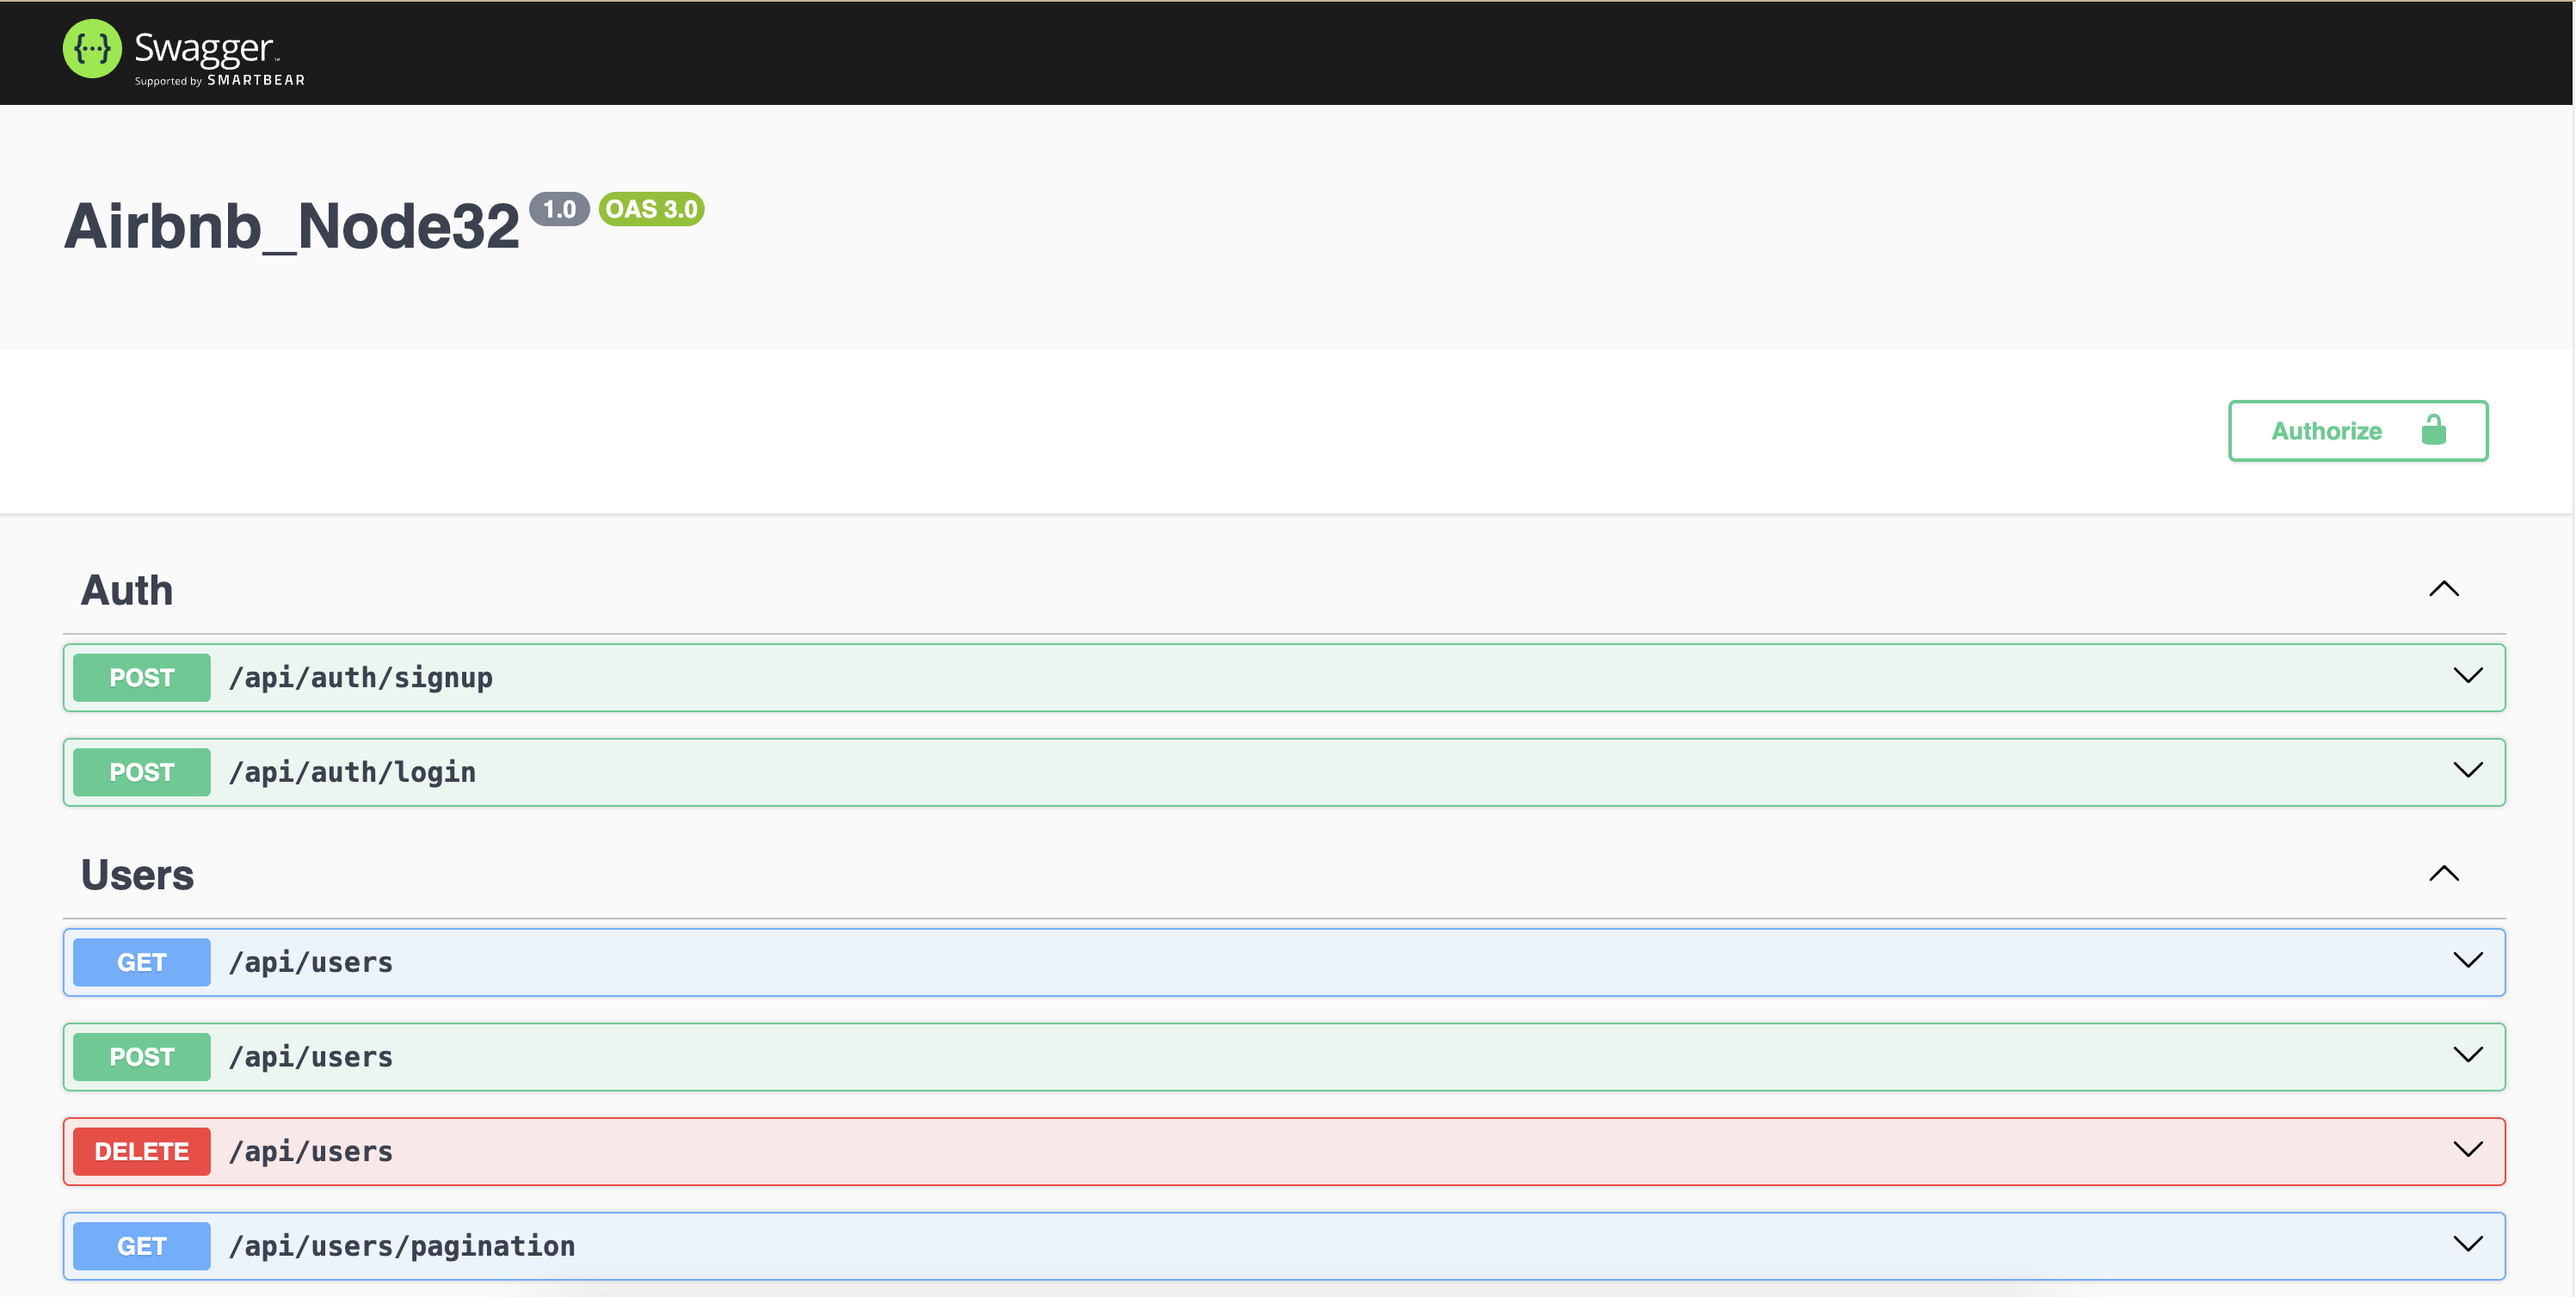 {···} Swagger™
Supported by SMARTBEAR
Airbnb_Node32 1.0 OAS 3.0
Authorize
Auth
POST /api/auth/signup
POST /api/auth/login
Users
GET /api/users
POST /api/users
DELETE /api/users
GET /api/users/pagination